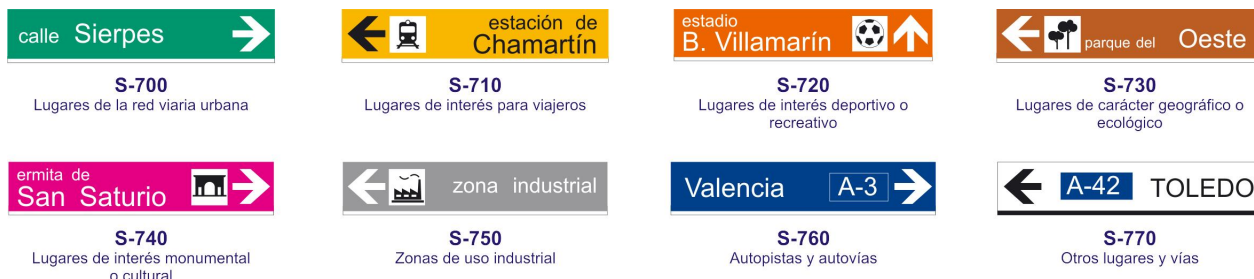 calle Sierpes
S-700
Lugares de la red viaria urbana
estación de
Chamartín
S-710
Lugares de interés para viajeros
estadio
B. Villamarín
S-720
Lugares de interés deportivo o
recreativo
parque del Oeste
S-730
Lugares de carácter geográfico o
ecológico
ermita de
San Saturio
S-740
Lugares de interés monumental
o cultural
zona industrial
S-750
Zonas de uso industrial
Valencia A-3
S-760
Autopistas y autovías
A-42 TOLEDO
S-770
Otros lugares y vías